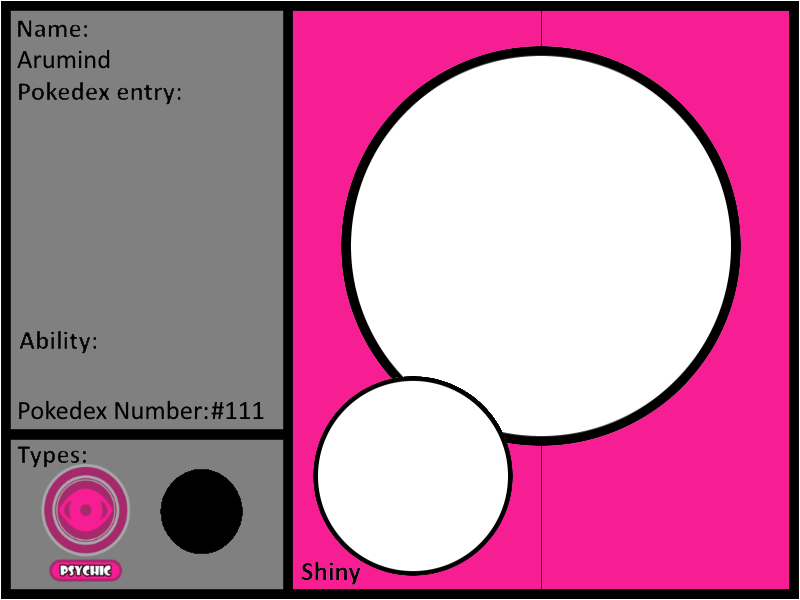 Name:
Arumind
Pokedex entry:
Ability:
Pokedex Number:#111
Types:
PSYCHIC
Shiny